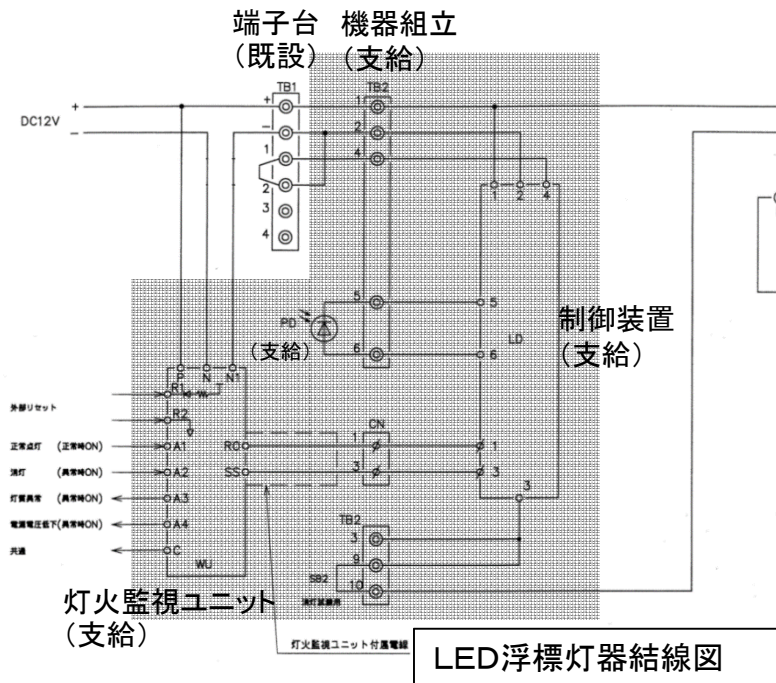 端子台 機器組立
(既設) (支給)
TB1
TB2
DC12V
+
−
+
−
1
2
3
4
1
2
4
1
2
4
5
6
5
6
PD
(支給)
制御装置
LD
(支給)
P N N1
R1
T
外部リセット
R2
正常点灯 (正常時ON)
A1
RO
消灯 (異常時ON)
A2
SS
灯質異常 (異常時ON)
A3
電源電圧低下(異常時ON)
A4
共通
C
WU
CN
1
3
1
3
3
TB2
3
9
SB2
10
灯火監視ユニット
(支給)
灯火監視ユニット付属電線
LED浮標灯器結線図